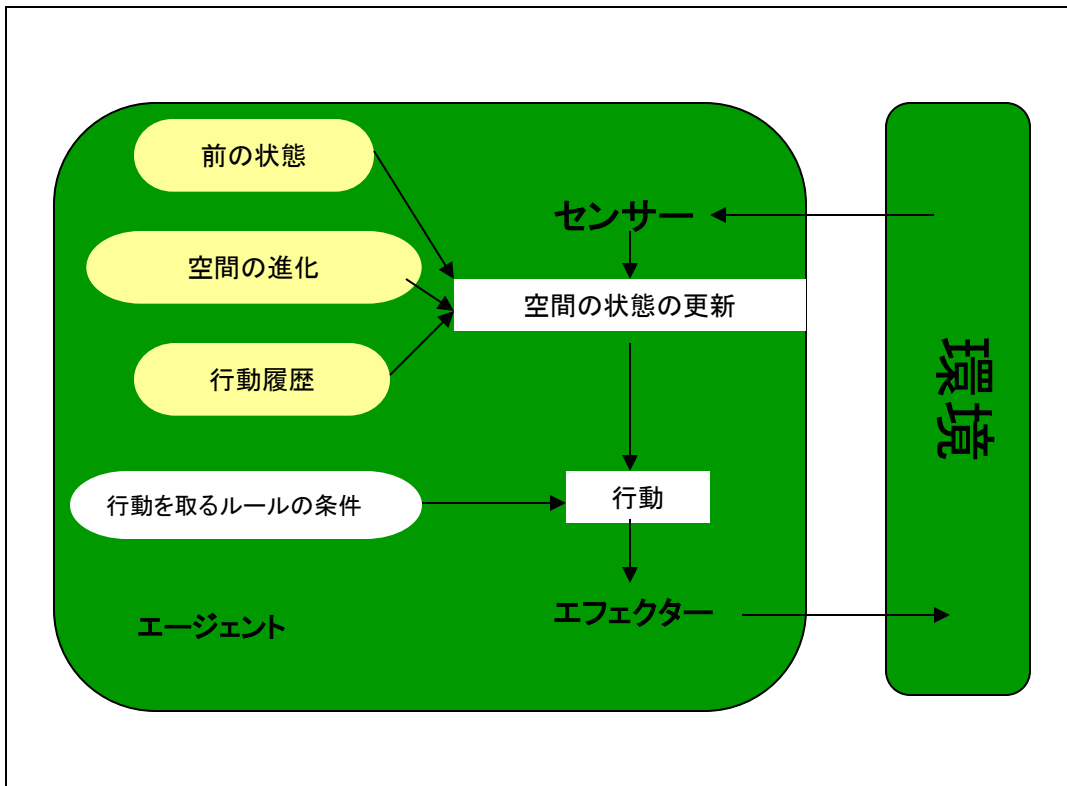 前の状態
センサー
空間の進化
空間の状態の更新
行動履歴
環境
行動を取るルールの条件
行動
エフェクター
エージェント